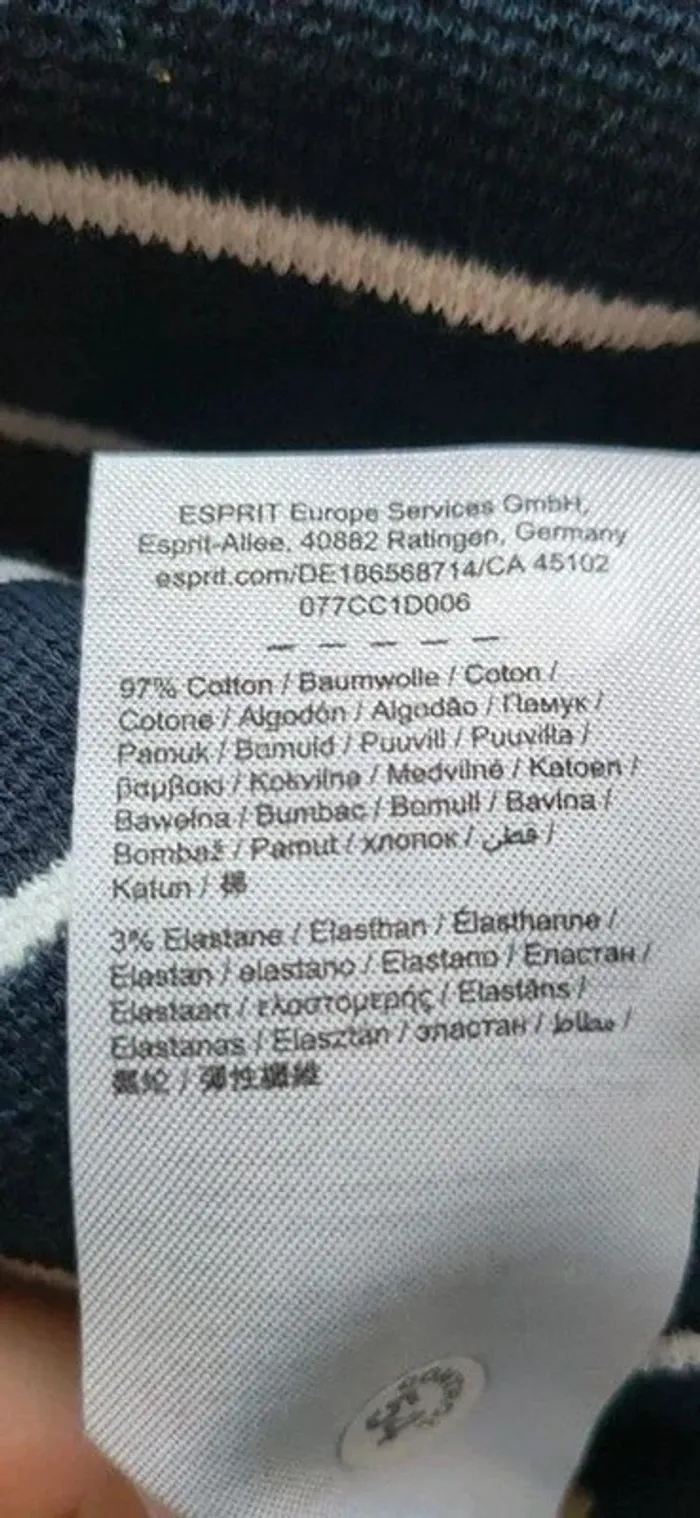 ESPRIT Europe Services GmbH,
Esprit-Allee, 40882 Ratingen, Germany
esprit.com/DE186568714/CA 45102
077CC1D006
97% Cotton / Baumwolle / Coton /
Cotone / Algodón / Algodão / Памук /
Pamuk / Bomuld / Puuvill / Puuvilla /
βαμβάκι / Kokvilna / Medvilnė / Katoen /
Bawełna / Bumbac / Bomull / Bavlna /
Bombaž / Pamut / хлопок / قطن /
Katun / 棉
3% Elastane / Elasthan / Élasthanne /
Elastan / elastano / Elastano / Еластан /
Elastaan / ελαστομερής / Elastāns /
Elastanas / Elasztán / эластан / مطاط /
氨纶 / 彈性纖維